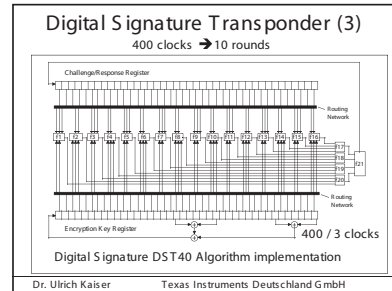 Digital Signature Transponder (3)
400 clocks ➔ 10 rounds
Challenge/Response Register
Routing
Network
f1 f2 f3 f4 f5 f6 f7 f8 f9 f10 f11 f12 f13 f14 f15 f16
f17
f18
f19
f20
f21
Routing
Network
Encryption Key Register
400 / 3 clocks
Digital Signature DST40 Algorithm implementation
Dr. Ulrich Kaiser Texas Instruments Deutschland GmbH